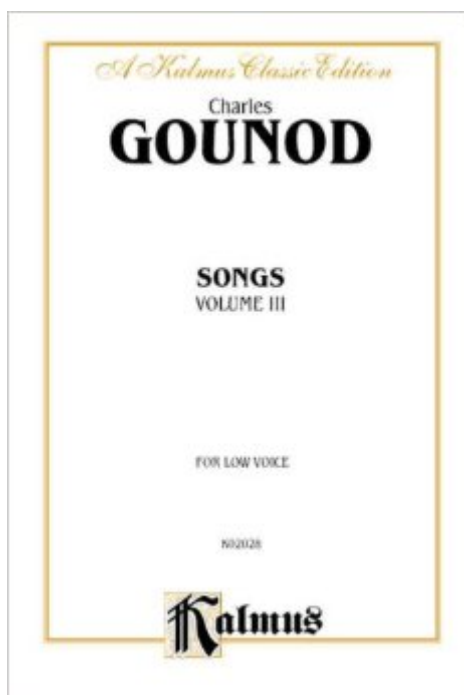 A Kalmus Classic Edition
Charles
GOUNOD
SONGS
VOLUME III
FOR LOW VOICE
K02028
Kalmus